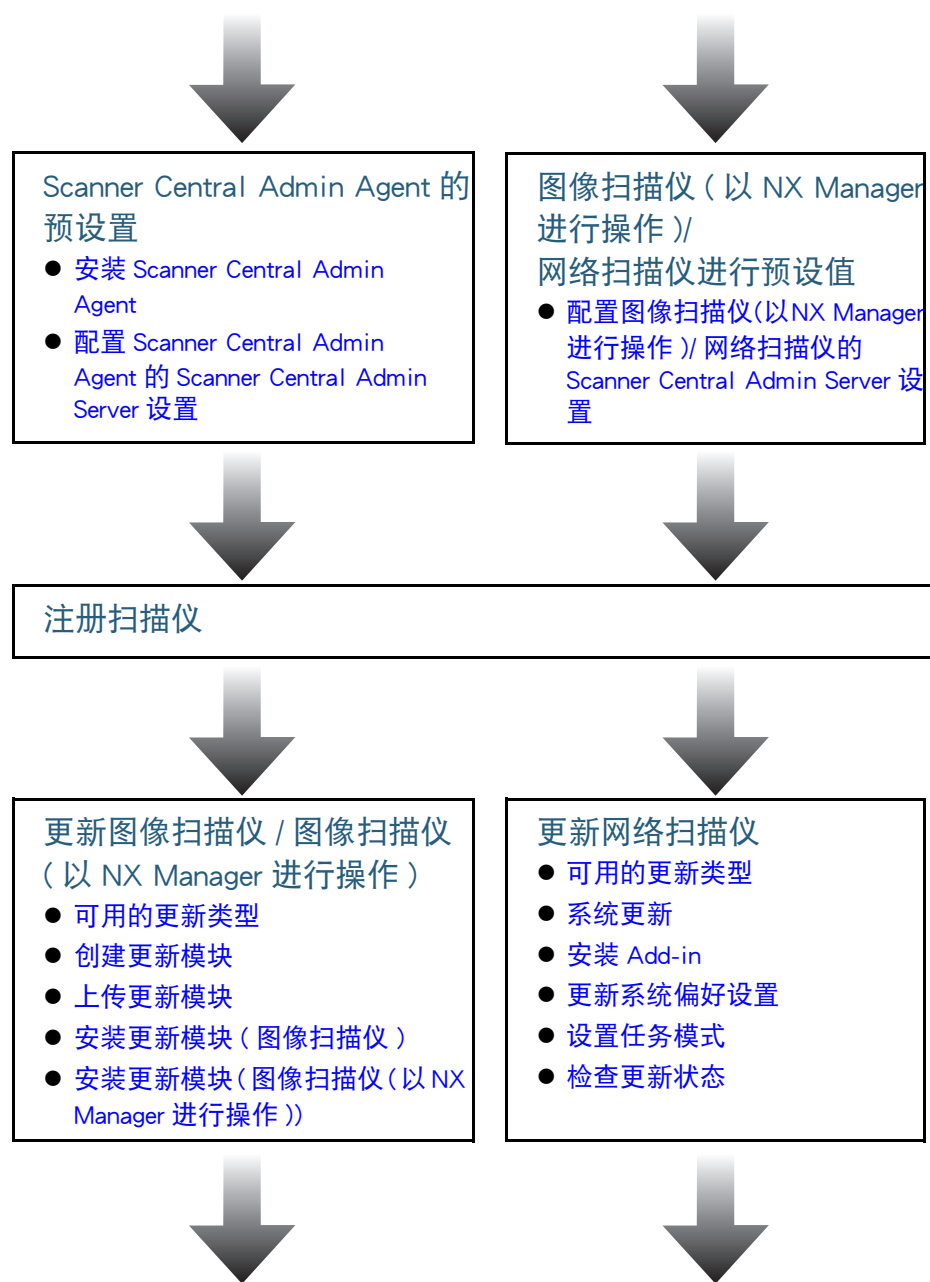 Scanner Central Admin Agent 的
预设置
● 安装 Scanner Central Admin
Agent
● 配置 Scanner Central Admin
Agent 的 Scanner Central Admin
Server 设置
图像扫描仪 ( 以 NX Manager
进行操作 )/
网络扫描仪进行预设值
● 配置图像扫描仪(以NX Manager
进行操作 )/ 网络扫描仪的
Scanner Central Admin Server 设
置
注册扫描仪
更新图像扫描仪 / 图像扫描仪
( 以 NX Manager 进行操作 )
● 可用的更新类型
● 创建更新模块
● 上传更新模块
● 安装更新模块 ( 图像扫描仪 )
● 安装更新模块 ( 图像扫描仪 ( 以 NX
Manager 进行操作 ))
更新网络扫描仪
● 可用的更新类型
● 系统更新
● 安装 Add-in
● 更新系统偏好设置
● 设置任务模式
● 检查更新状态